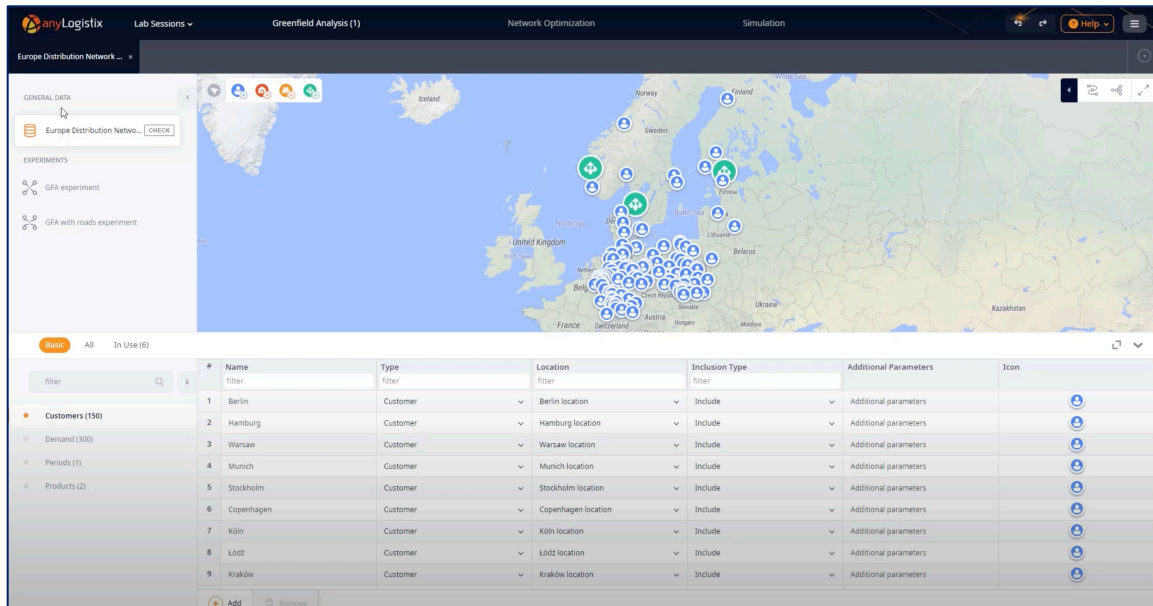 anyLogistix Lab Sessions Greenfield Analysis (1) Network Optimization Simulation Help
Europe Distribution Network ... ×
GENERAL DATA
Europe Distribution Netwo... CHECK
EXPERIMENTS
GFA experiment
GFA with roads experiment
White Sea
Iceland
Norway
Finland
Sweden
Estonia
North Sea
Baltic Sea
Lithuania
United Kingdom
Irish Sea
Belarus
Czech Repu
Slovakia
Ukraine
Kazakhstan
Austria
France Switzerland Hungary Moldova
Basic All In Use (6)
# Name Type Location Inclusion Type Additional Parameters Icon
filter filter filter filter filter
Customers (150)
Demand (300)
Periods (1)
Products (2)
1 Berlin Customer Berlin location Include Additional parameters
2 Hamburg Customer Hamburg location Include Additional parameters
3 Warsaw Customer Warsaw location Include Additional parameters
4 Munich Customer Munich location Include Additional parameters
5 Stockholm Customer Stockholm location Include Additional parameters
6 Copenhagen Customer Copenhagen location Include Additional parameters
7 Köln Customer Köln location Include Additional parameters
8 Łódź Customer Łódź location Include Additional parameters
9 Kraków Customer Kraków location Include Additional parameters
Add Remove